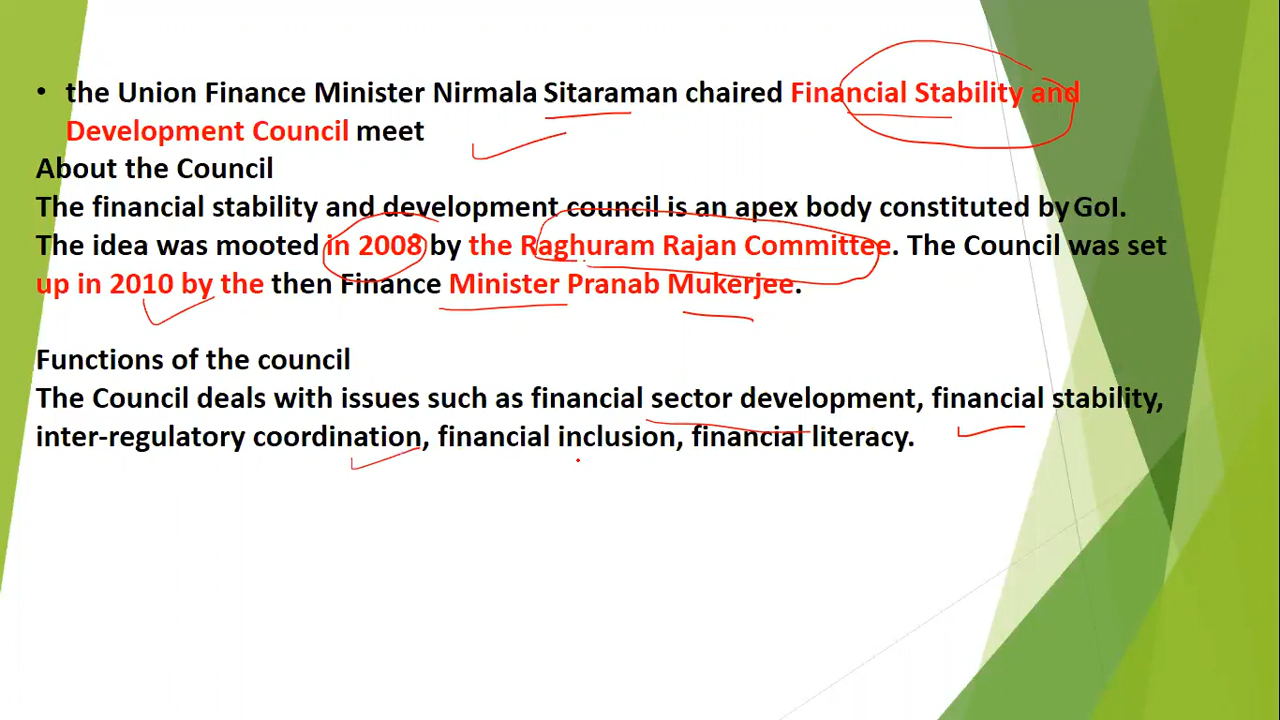 • the Union Finance Minister Nirmala Sitaraman chaired Financial Stability and
Development Council meet
About the Council
The financial stability and development council is an apex body constituted by GoI.
The idea was mooted in 2008 by the Raghuram Rajan Committee. The Council was set
up in 2010 by the then Finance Minister Pranab Mukerjee.
Functions of the council
The Council deals with issues such as financial sector development, financial stability,
inter-regulatory coordination, financial inclusion, financial literacy.